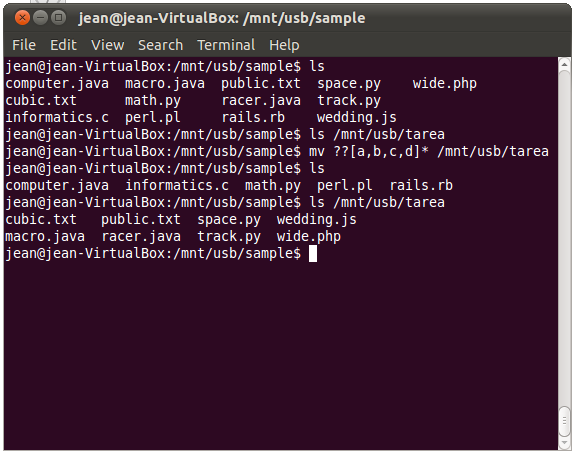 jean@jean-VirtualBox: /mnt/usb/sample
File Edit View Search Terminal Help
jean@jean-VirtualBox:/mnt/usb/sample$ ls
computer.java macro.java public.txt space.py wide.php
cubic.txt math.py racer.java track.py
informatics.c perl.pl rails.rb wedding.js
jean@jean-VirtualBox:/mnt/usb/sample$ ls /mnt/usb/tarea
jean@jean-VirtualBox:/mnt/usb/sample$ mv ??[a,b,c,d]* /mnt/usb/tarea
jean@jean-VirtualBox:/mnt/usb/sample$ ls
computer.java informatics.c math.py perl.pl rails.rb
jean@jean-VirtualBox:/mnt/usb/sample$ ls /mnt/usb/tarea
cubic.txt public.txt space.py wedding.js
macro.java racer.java track.py wide.php
jean@jean-VirtualBox:/mnt/usb/sample$